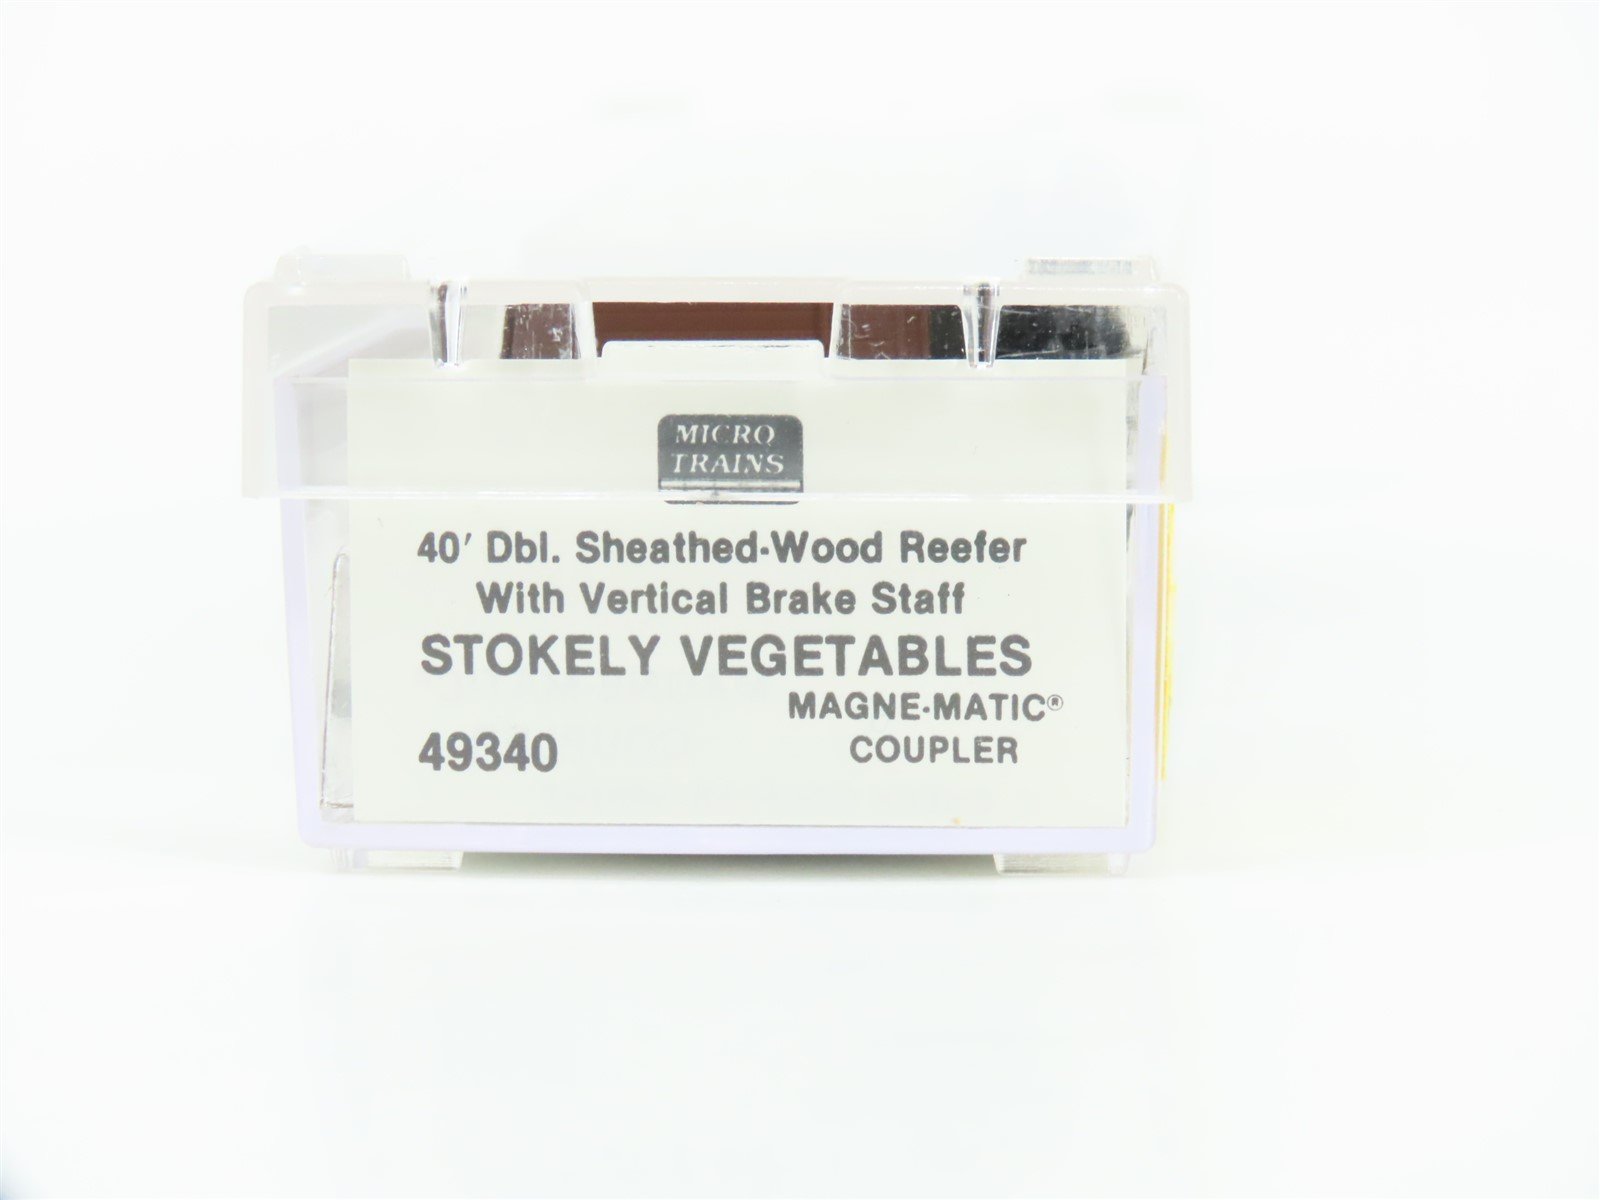 MICRO
TRAINS
40' Dbl. Sheathed-Wood Reefer
With Vertical Brake Staff
STOKELY VEGETABLES
MAGNE-MATIC®
49340
COUPLER